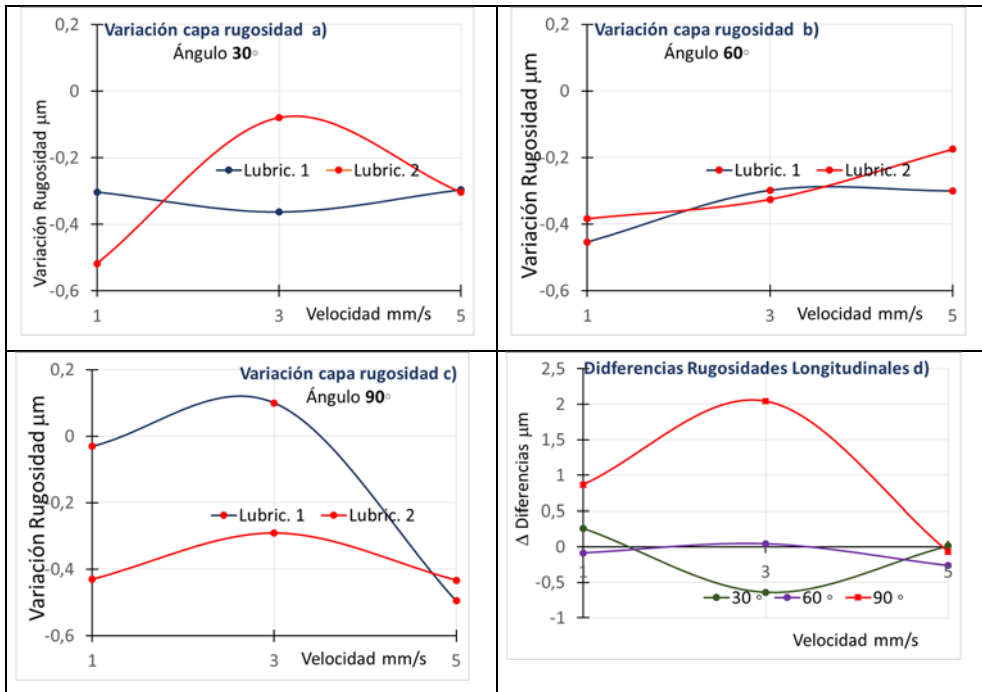 Variación capa rugosidad a)
Ángulo 30°
0,2
0
-0,2
-0,4
-0,6
Variación Rugosidad μm
Lubric. 1 Lubric. 2
1 3 Velocidad mm/s 5
Variación capa rugosidad b)
Ángulo 60°
0,2
0
-0,2
-0,4
-0,6
Variación Rugosidad μm
Lubric. 1 Lubric. 2
1 3 Velocidad mm/s 5
Variación capa rugosidad c)
Ángulo 90°
0,2
0
-0,2
-0,4
-0,6
Variación Rugosidad μm
Lubric. 1 Lubric. 2
1 3 Velocidad mm/s 5
Didferencias Rugosidades Longitudinales d)
2,5
2
1,5
1
0,5
0
-0,5
-1
Δ Diferencias μm
1 3 5
30 ° 60 ° 90 °
Velocidad mm/s